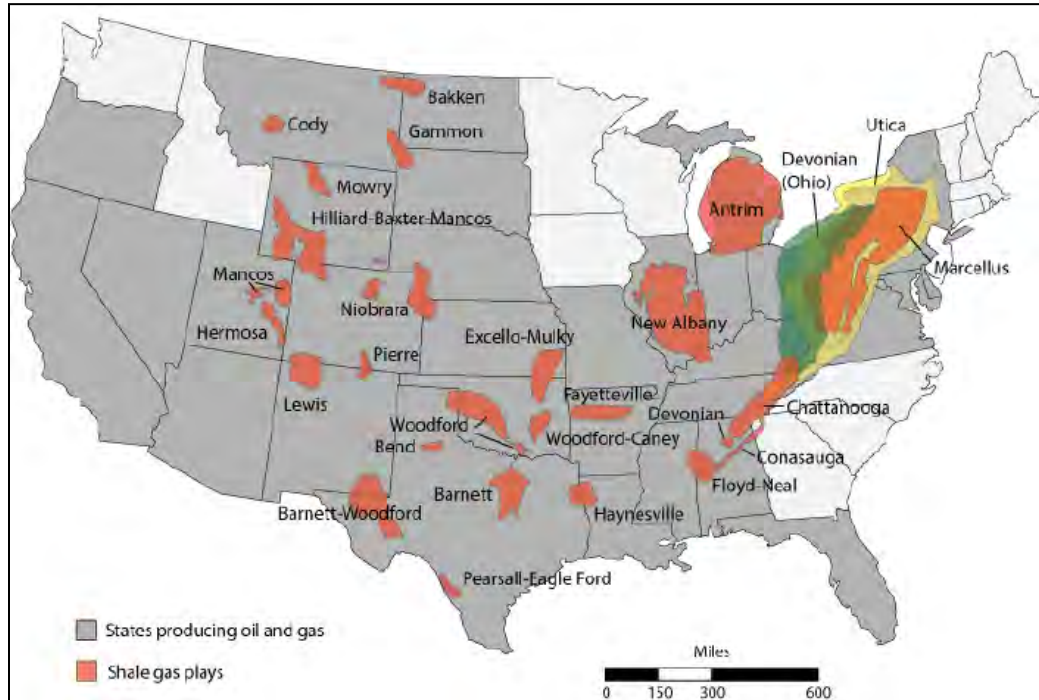 Bakken
Cody
Gammon
Utica
Devonian
(Ohio)
Mowry
Antrim
Hilliard-Baxter-Mancos
Marcellus
Mancos
Niobrara
New Albany
Hermosa
Excello-Mulky
Pierre
Fayetteville
Lewis
Woodford
Devonian
Chattanooga
Bend
Woodford-Caney
Conasauga
Barnett
Floyd-Neal
Barnett-Woodford
Haynesville
Pearsall-Eagle Ford
States producing oil and gas
Shale gas plays
Miles
0 150 300 600